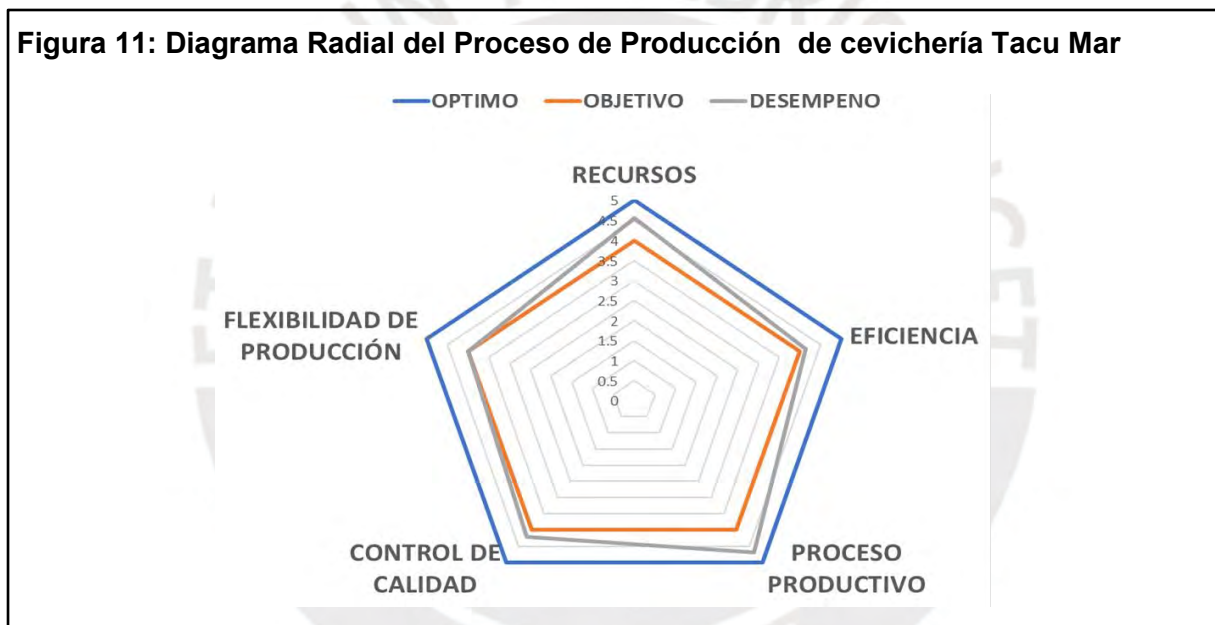 Figura 11: Diagrama Radial del Proceso de Producción de cevichería Tacu Mar
OPTIMO OBJETIVO DESEMPENO
RECURSOS
5
4.5
4
3.5
3
2.5
2
1.5
1
0.5
0
FLEXIBILIDAD DE
PRODUCCIÓN
EFICIENCIA
CONTROL DE
CALIDAD
PROCESO
PRODUCTIVO